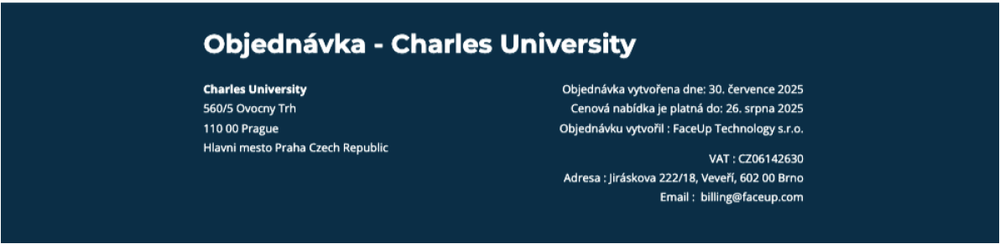 Objednávka - Charles University
Charles University
560/5 Ovocny Trh
110 00 Prague
Hlavni mesto Praha Czech Republic
Objednávka vytvořena dne: 30. července 2025
Cenová nabídka je platná do: 26. srpna 2025
Objednávku vytvořil : FaceUp Technology s.r.o.
VAT : CZ06142630
Adresa : Jiráskova 222/18, Veveří, 602 00 Brno
Email : billing@faceup.com